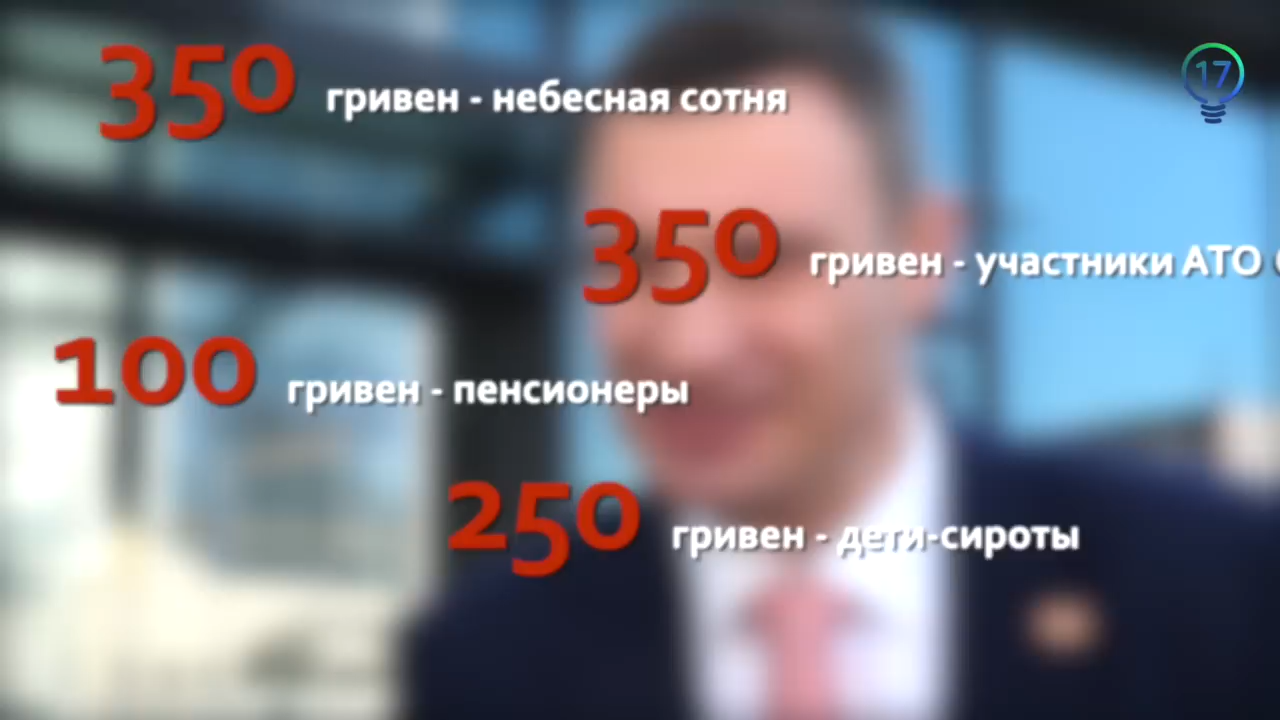 17
350 гривен - небесная сотня
350 гривен - участники АТО
100 гривен - пенсионеры
250 гривен - дети-сироты